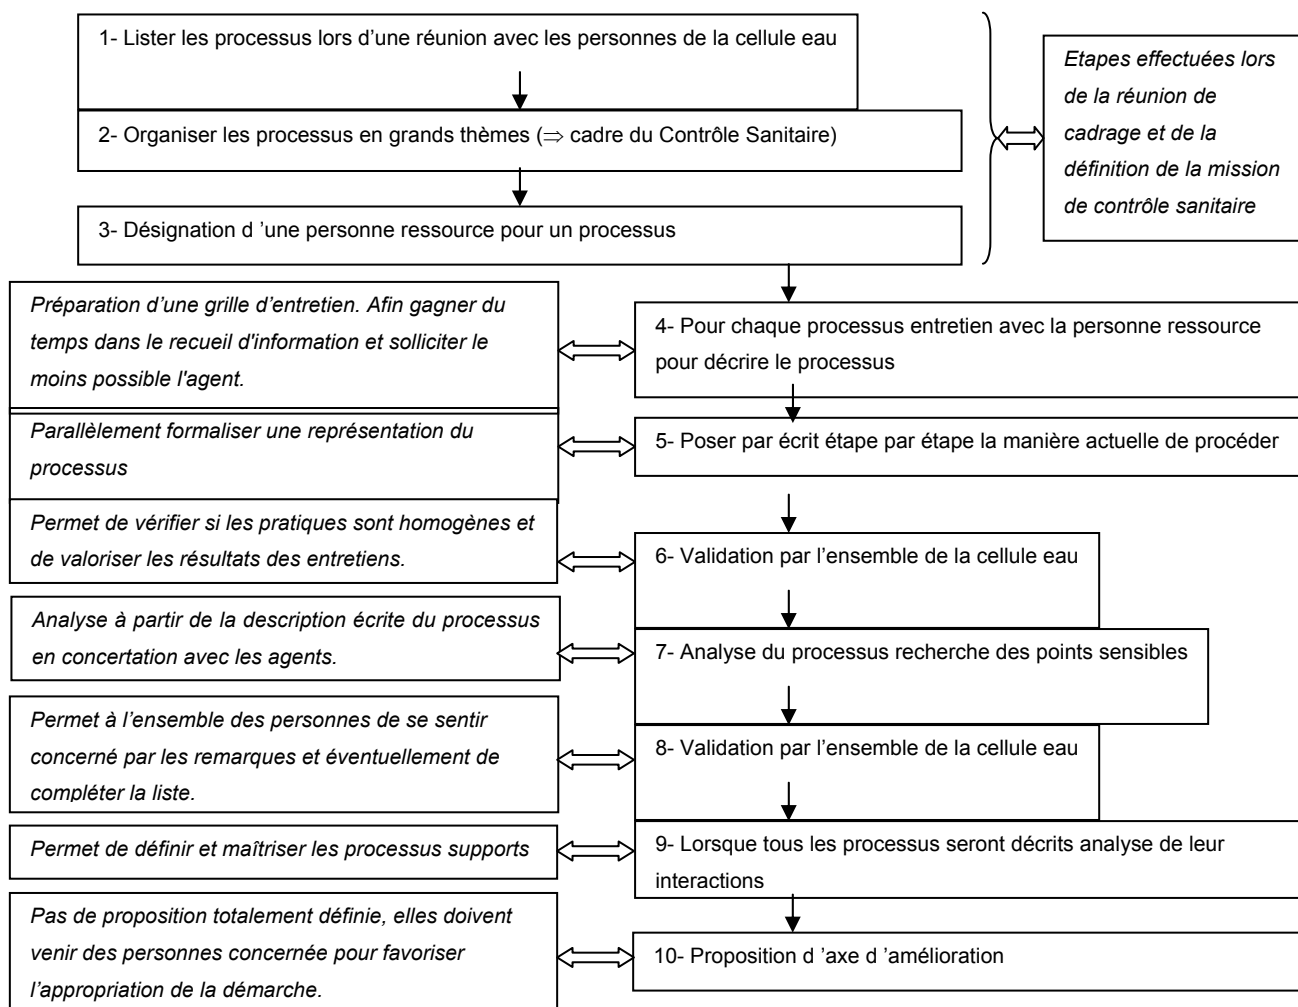 1- Lister les processus lors d’une réunion avec les personnes de la cellule eau
2- Organiser les processus en grands thèmes (⇒ cadre du Contrôle Sanitaire)
3- Désignation d ’une personne ressource pour un processus
Etapes effectuées lors
de la réunion de
cadrage et de la
définition de la mission
de contrôle sanitaire
Préparation d’une grille d’entretien. Afin gagner du
temps dans le recueil d'information et solliciter le
moins possible l'agent.
4- Pour chaque processus entretien avec la personne ressource
pour décrire le processus
Parallèlement formaliser une représentation du
processus
5- Poser par écrit étape par étape la manière actuelle de procéder
Permet de vérifier si les pratiques sont homogènes et
de valoriser les résultats des entretiens.
6- Validation par l’ensemble de la cellule eau
Analyse à partir de la description écrite du processus
en concertation avec les agents.
7- Analyse du processus recherche des points sensibles
Permet à l’ensemble des personnes de se sentir
concerné par les remarques et éventuellement de
compléter la liste.
8- Validation par l’ensemble de la cellule eau
Permet de définir et maîtriser les processus supports
9- Lorsque tous les processus seront décrits analyse de leur
interactions
Pas de proposition totalement définie, elles doivent
venir des personnes concernée pour favoriser
l’appropriation de la démarche.
10- Proposition d ’axe d ’amélioration